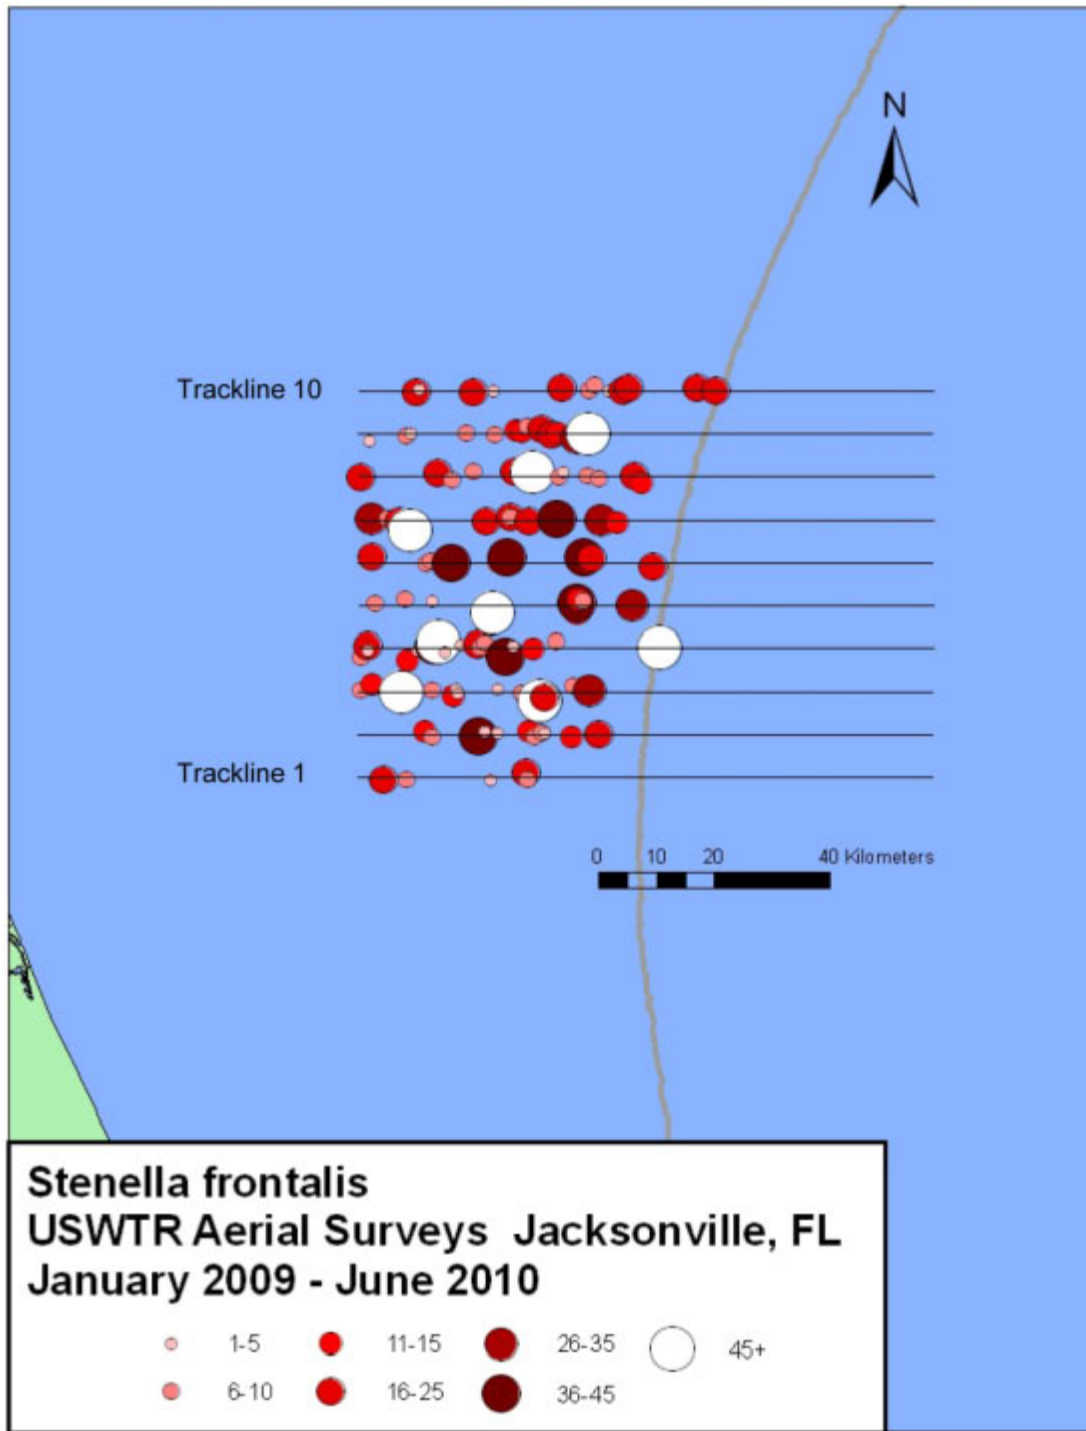 N
Trackline 10
Trackline 1
0 10 20 40 Kilometers
Stenella frontalis
USWTR Aerial Surveys Jacksonville, FL
January 2009 - June 2010
1-5 11-15 26-35 45+
6-10 16-25 36-45